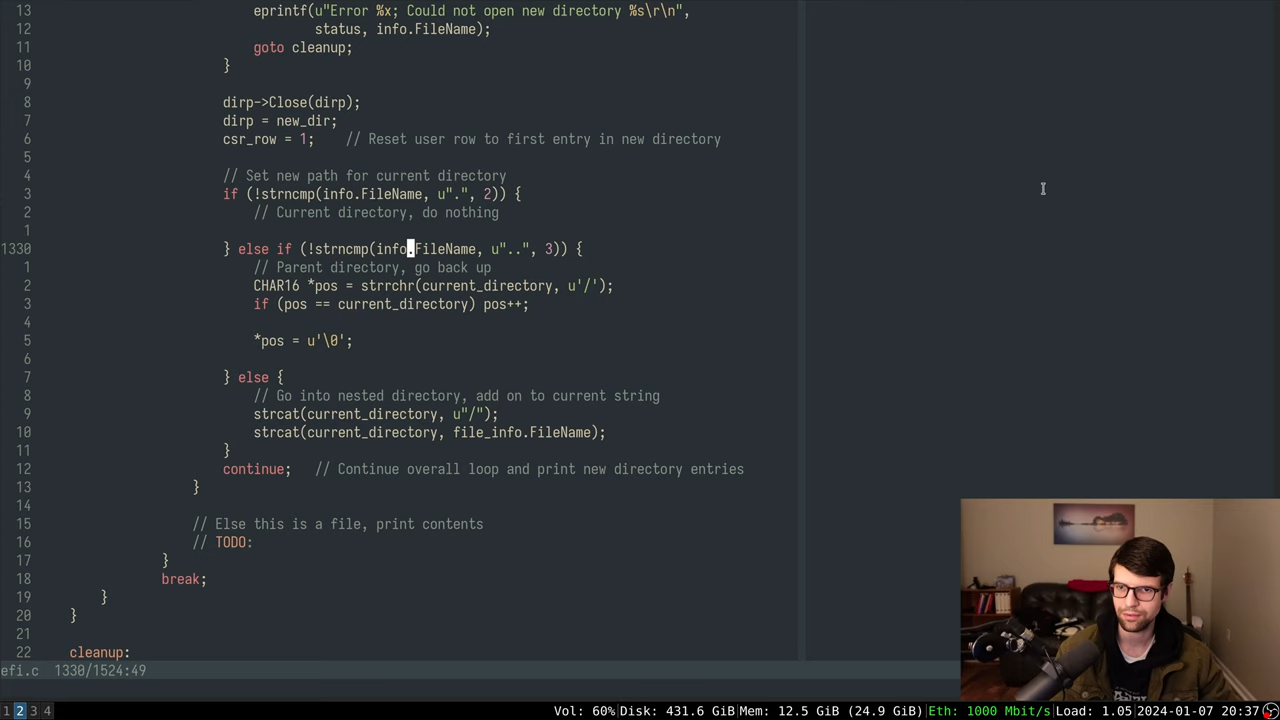 13 eprintf(u"Error %x; Could not open new directory %s\r\n",
12 status, info.FileName);
11 goto cleanup;
10 }
9
8 dirp->Close(dirp);
7 dirp = new_dir;
6 csr_row = 1; // Reset user row to first entry in new directory
5
4 // Set new path for current directory
3 if (!strncmp(info.FileName, u".", 2)) {
2 // Current directory, do nothing
1
1330 } else if (!strncmp(info.FileName, u"..", 3)) {
1 // Parent directory, go back up
2 CHAR16 *pos = strrchr(current_directory, u'/');
3 if (pos == current_directory) pos++;
4
5 *pos = u'\0';
6
7 } else {
8 // Go into nested directory, add on to current string
9 strcat(current_directory, u"/");
10 strcat(current_directory, file_info.FileName);
11 }
12 continue; // Continue overall loop and print new directory entries
13 }
14
15 // Else this is a file, print contents
16 // TODO:
17 }
18 break;
19 }
20 }
21
22 cleanup:
efi.c 1330/1524:49
1 2 3 4 Vol: 60% Disk: 431.6 GiB Mem: 12.5 GiB (24.9 GiB) Eth: 1000 Mbit/s Load: 1.05 2024-01-07 20:37